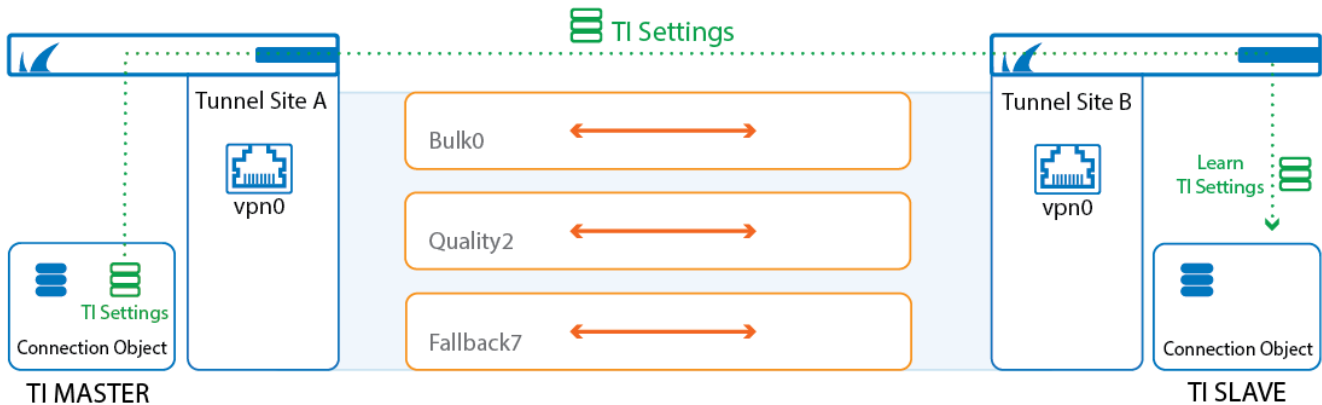 TI Settings
Tunnel Site A
vpn0
TI Settings
Connection Object
TI MASTER
Bulk0
Quality2
Fallback7
Tunnel Site B
vpn0
Learn
TI Settings
Connection Object
TI SLAVE